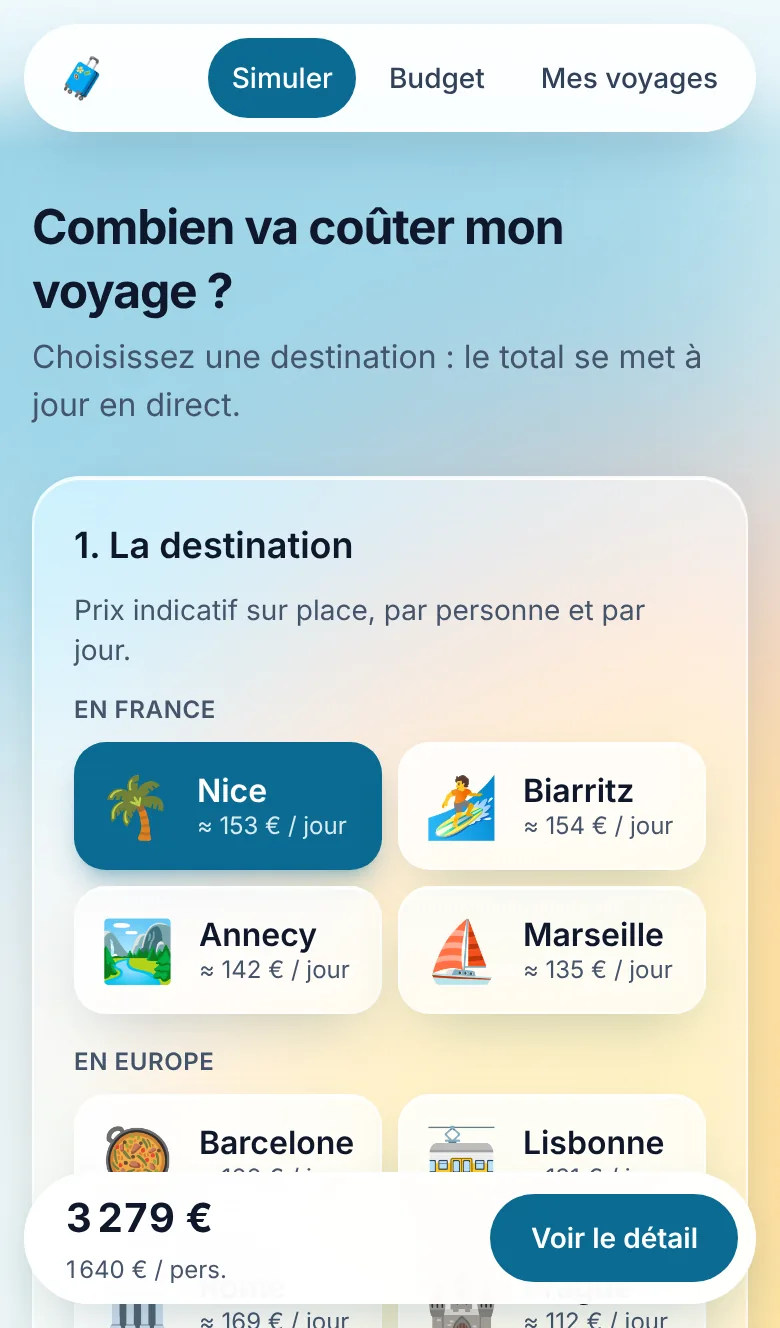 Simuler
Budget
Mes voyages
Combien va coûter mon
voyage ?
Choisissez une destination : le total se met à
jour en direct.
1. La destination
Prix indicatif sur place, par personne et par
jour.
EN FRANCE
Nice
≈ 153 € / jour
Biarritz
≈ 154 € / jour
Annecy
≈ 142 € / jour
Marseille
≈ 135 € / jour
EN EUROPE
Barcelone
Lisbonne
3 279 €
1 640 € / pers.
Voir le détail
≈ 169 € / jour
≈ 112 € / jour